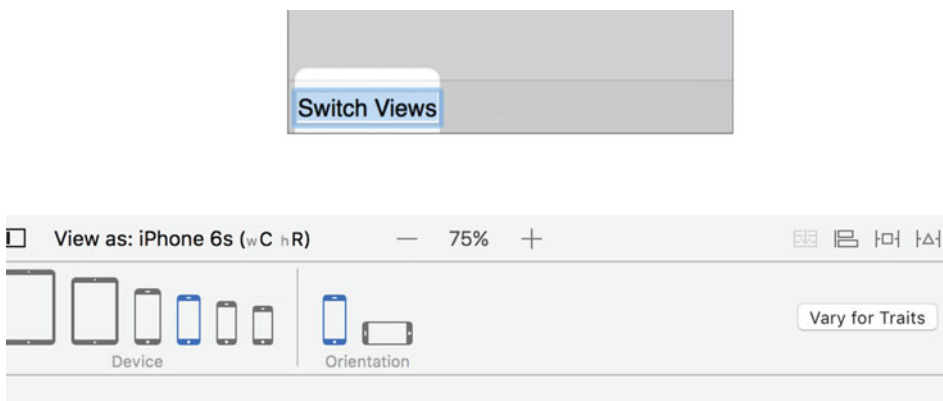 Switch Views
View as: iPhone 6s (wC hR) — 75% +
Vary for Traits
Device Orientation